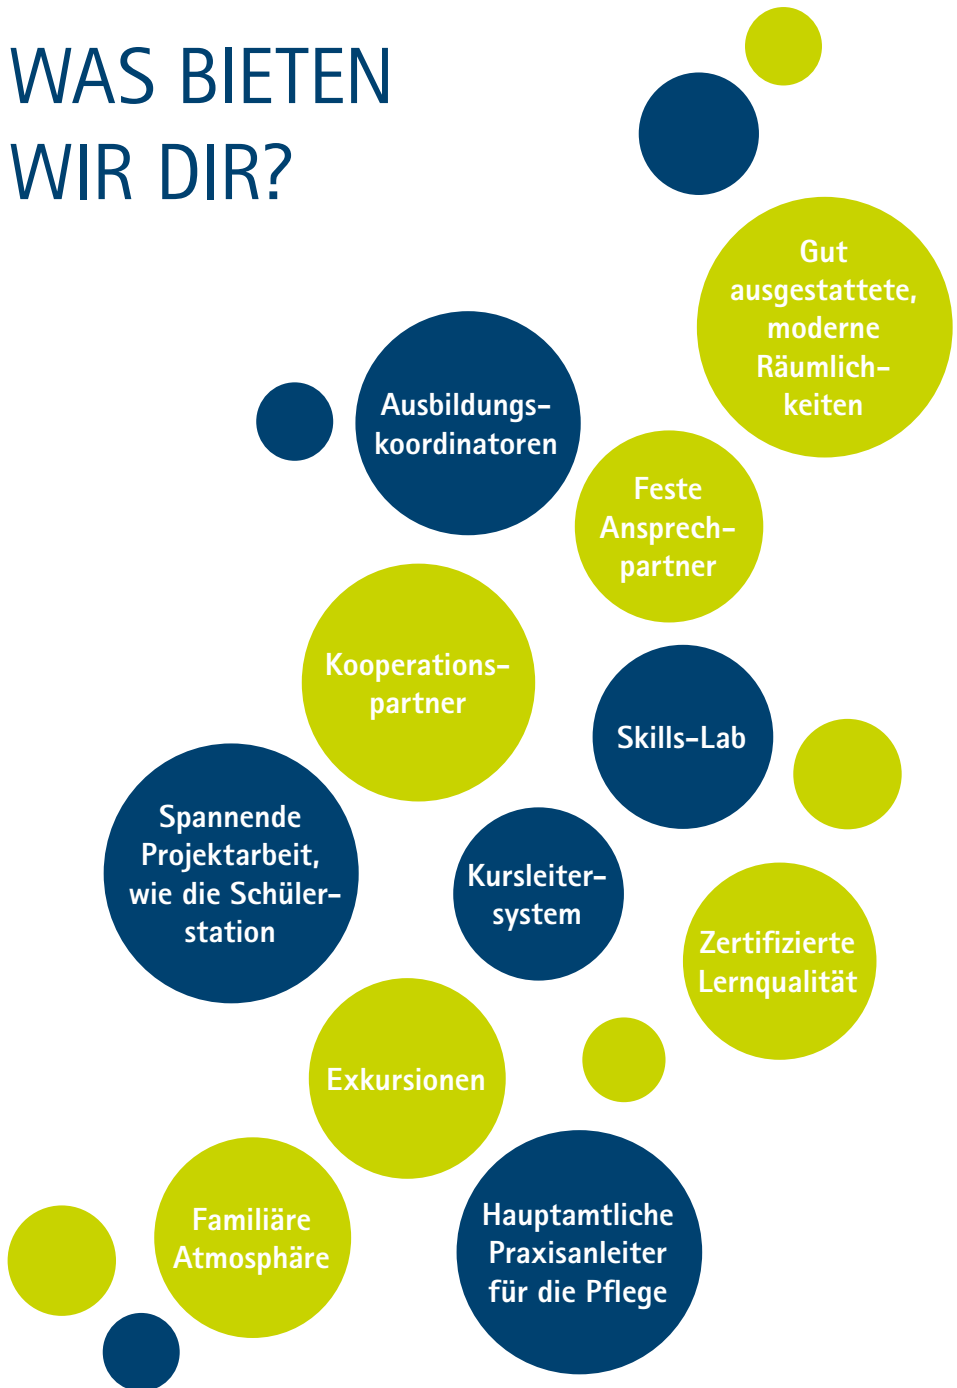 WAS BIETEN
WIR DIR?
Gut
ausgestattete,
moderne
Räumlich-
keiten
Ausbildungs-
koordinatoren
Feste
Ansprech-
partner
Kooperations-
partner
Skills-Lab
Spannende
Projektarbeit,
wie die Schüler-
station
Kursleiter-
system
Zertifizierte
Lernqualität
Exkursionen
Familiäre
Atmosphäre
Hauptamtliche
Praxisanleiter
für die Pflege